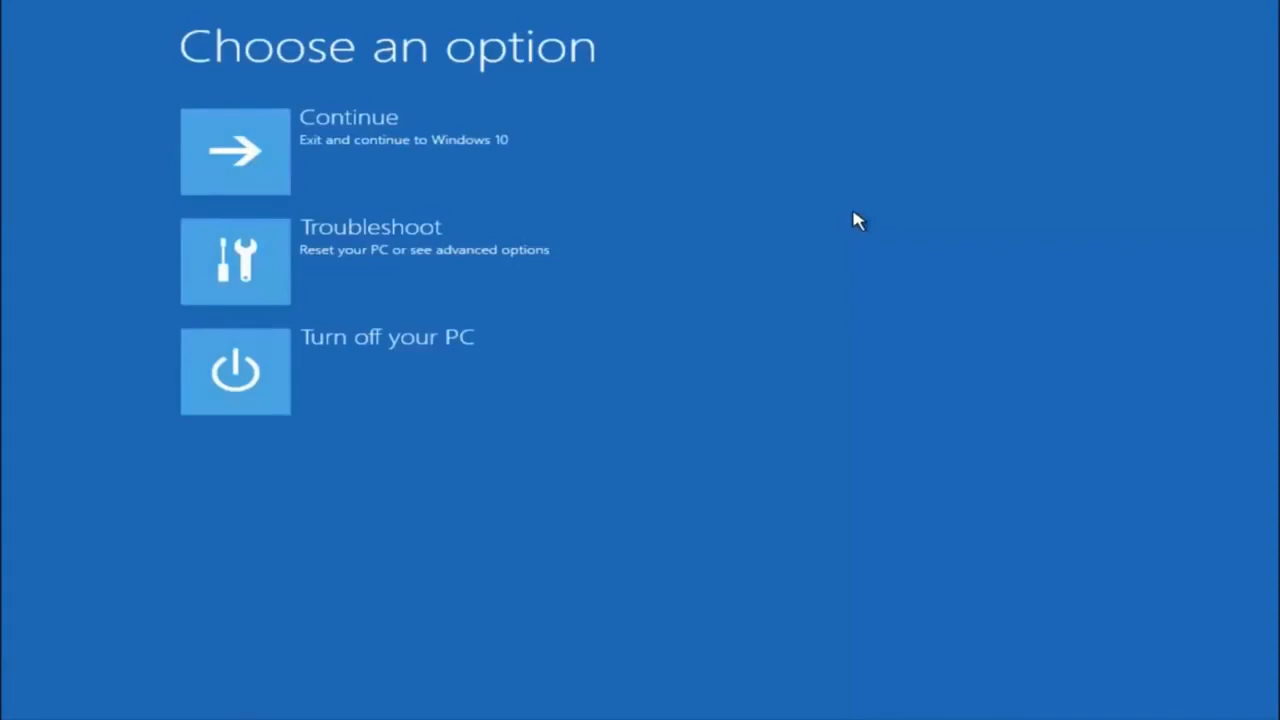 Choose an option
Continue
Exit and continue to Windows 10
Troubleshoot
Reset your PC or see advanced options
Turn off your PC